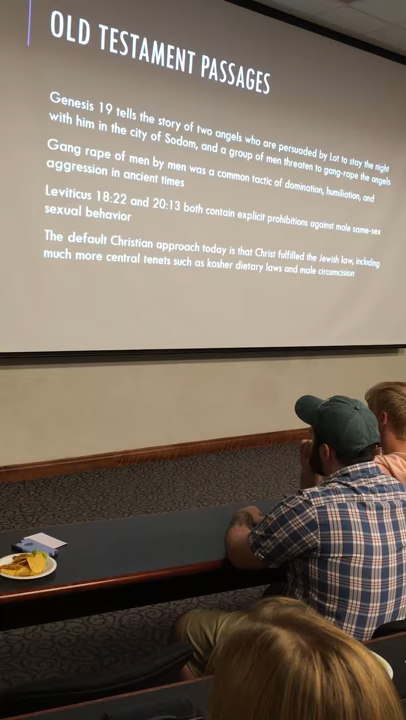 OLD TESTAMENT PASSAGES
Genesis 19 tells the story of two angels who are persuaded by Lot to stay the night
with him in the city of Sodom, and a group of men threaten to gang-rape the angels
Gang rape of men by men was a common tactic of domination, humiliation, and
aggression in ancient times
Leviticus 18:22 and 20:13 both contain explicit prohibitions against male same-sex
sexual behavior
The default Christian approach today is that Christ fulfilled the Jewish law, including
much more central tenets such as kosher dietary laws and male circumcision